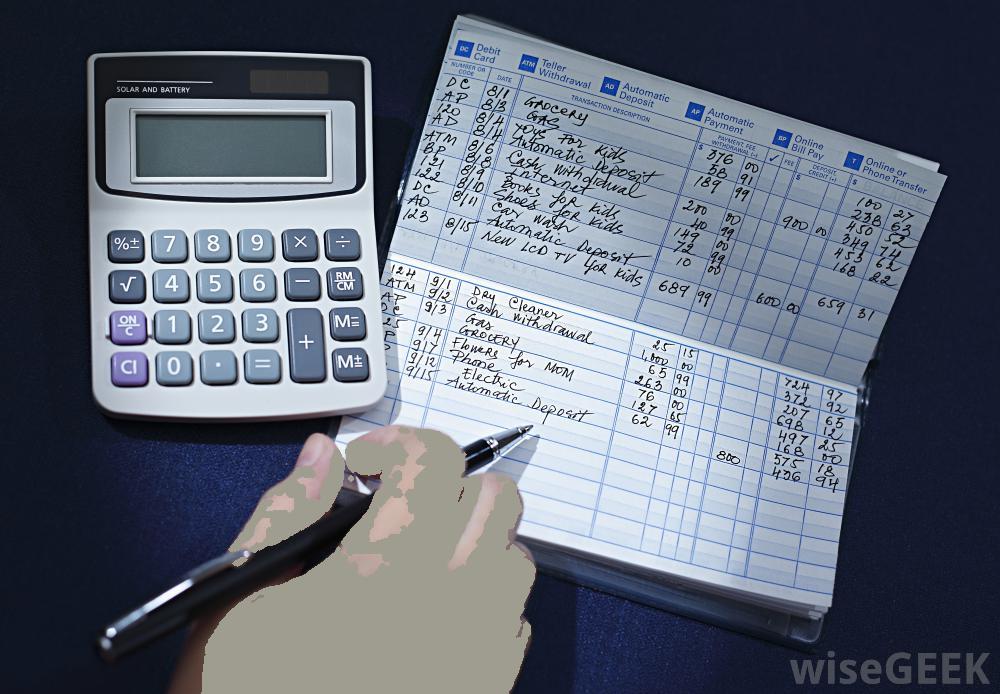 SOLAR AND BATTERY
%± 7 8 9 × ÷
√ 4 5 6 − RM CM
ON C 1 2 3 + M=
CI 0 · = M±
DC Debit Card ATM Teller Withdrawal AD Automatic Deposit AP Automatic Payment BP Online Bill Pay T Online or Phone Transfer
NUMBER OR CODE DATE TRANSACTION DESCRIPTION PAYMENT, FEE WITHDRAWAL (-) ✓ FEE DEPOSIT, CREDIT (+) $
DC 8/1 GROCERY 376 00 100 27
AP 8/3 GAS 58 91 238 63
120 8/4 TOYS FOR KIDS 189 99 450 52
AD 8/4 Automatic Deposit 900 00 349 74
ATM 8/6 Internet 200 00 453 62
BP 8/8 Cash Withdrawal 40 99 168 22
121 8/9 Books for kids 149 00
122 8/10 Shoes for kids 72 99
DC 8/11 Car Wash 10 00
AD Automatic Deposit 600 00 659 31
123 8/15 New LCD TV for kids 689 99
124 9/1 Dry Cleaner 25 15 724 97
ATM 9/2 Cash Withdrawal 1,000 00 372 92
AP 9/3 Gas 65 99 207 65
GROCERY 263 00 698 12
25 9/4 Flowers for MOM 76 00 497 25
9/7 Phone 127 65 168 00
9/12 Electric 62 99 575 18
9/15 Automatic Deposit 800 94
wiseGEEK